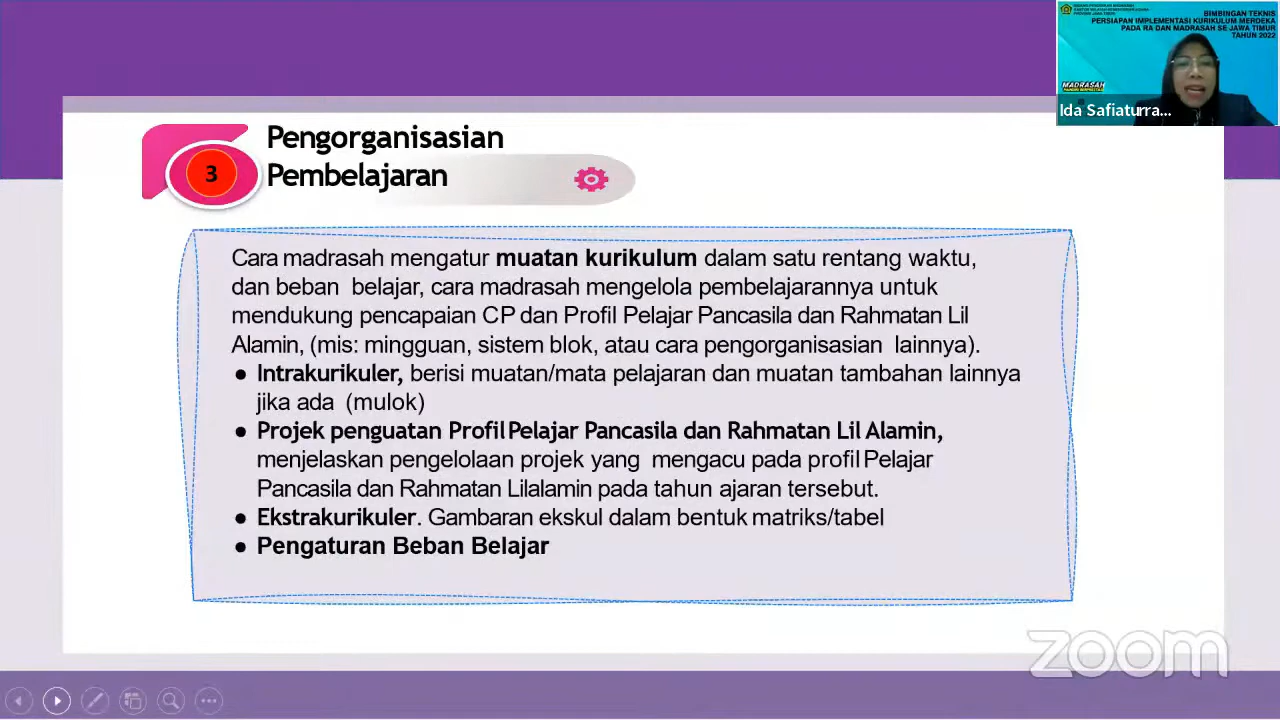 BIMBINGAN TEKNIS
PERSIAPAN IMPLEMENTASI KURIKULUM MERDEKA
PADA RA DAN MADRASAH SE JAWA TIMUR
TAHUN 2022
MADRASAH
Ida Safiaturra...
3
Pengorganisasian
Pembelajaran
Cara madrasah mengatur muatan kurikulum dalam satu rentang waktu,
dan beban belajar, cara madrasah mengelola pembelajarannya untuk
mendukung pencapaian CP dan Profil Pelajar Pancasila dan Rahmatan Lil
Alamin, (mis: mingguan, sistem blok, atau cara pengorganisasian lainnya).
● Intrakurikuler, berisi muatan/mata pelajaran dan muatan tambahan lainnya
jika ada (mulok)
● Projek penguatan Profil Pelajar Pancasila dan Rahmatan Lil Alamin,
menjelaskan pengelolaan projek yang mengacu pada profil Pelajar
Pancasila dan Rahmatan Lilalamin pada tahun ajaran tersebut.
● Ekstrakurikuler. Gambaran ekskul dalam bentuk matriks/tabel
● Pengaturan Beban Belajar
zoom